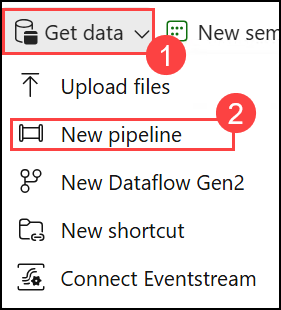 Get data
1
New sem
Upload files
2
New pipeline
New Dataflow Gen2
New shortcut
Connect Eventstream